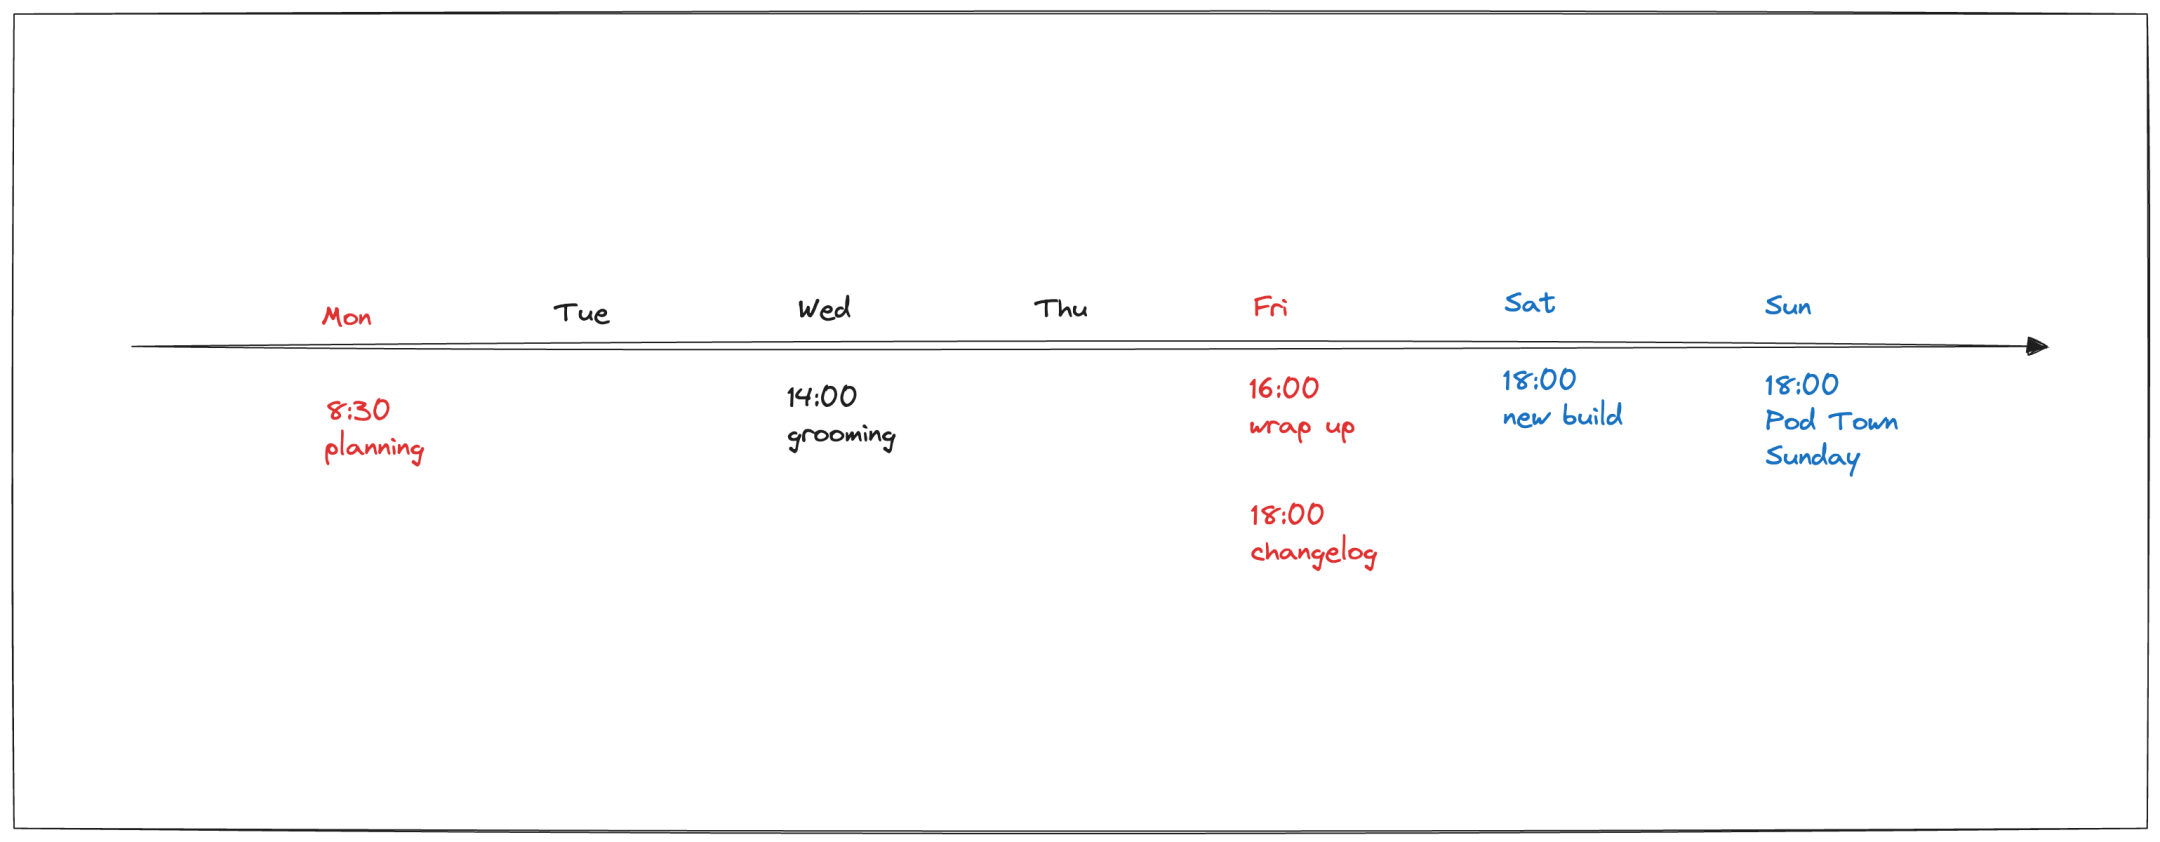 Mon
Tue
Wed
Thu
Fri
Sat
Sun
8:30
planning
14:00
grooming
16:00
wrap up
18:00
changelog
18:00
new build
18:00
Pod Town
Sunday